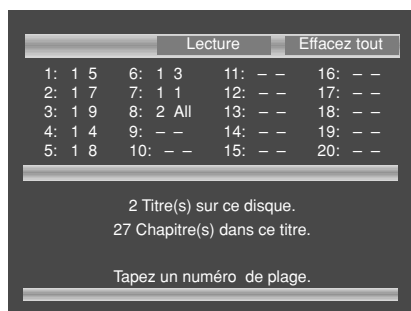 Lecture Effacez tout
1: 1 5 6: 1 3 11: – – 16: – –
2: 1 7 7: 1 1 12: – – 17: – –
3: 1 9 8: 2 All 13: – – 18: – –
4: 1 4 9: – – 14: – – 19: – –
5: 1 8 10: – – 15: – – 20: – –
2 Titre(s) sur ce disque.
27 Chapitre(s) dans ce titre.
Tapez un numéro de plage.